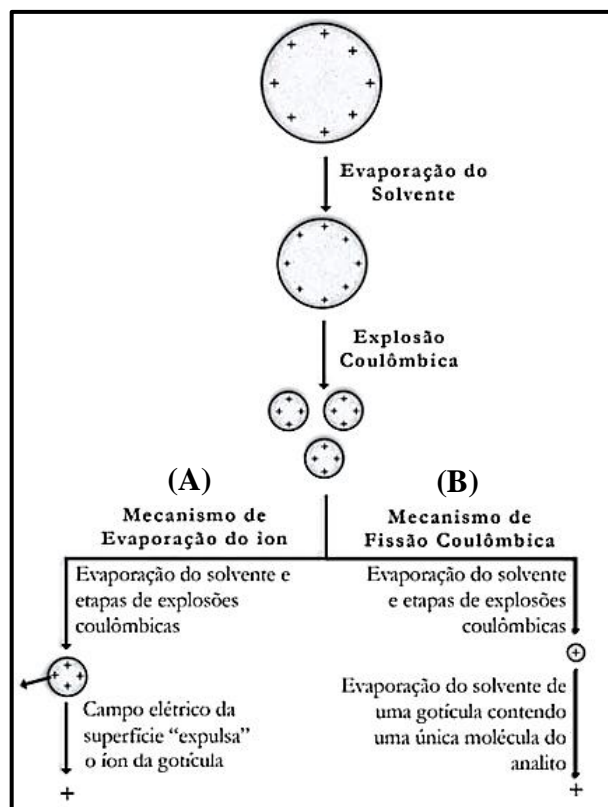 Evaporação do
Solvente
Explosão
Coulômbica
(A)
Mecanismo de
Evaporação do íon
Evaporação do solvente e
etapas de explosões
coulômbicas
Campo elétrico da
superfície “expulsa”
o íon da gotícula
+
(B)
Mecanismo de
Fissão Coulômbica
Evaporação do solvente
e etapas de explosões
coulômbicas
Evaporação do solvente de
uma gotícula contendo
uma única molécula do
analito
+